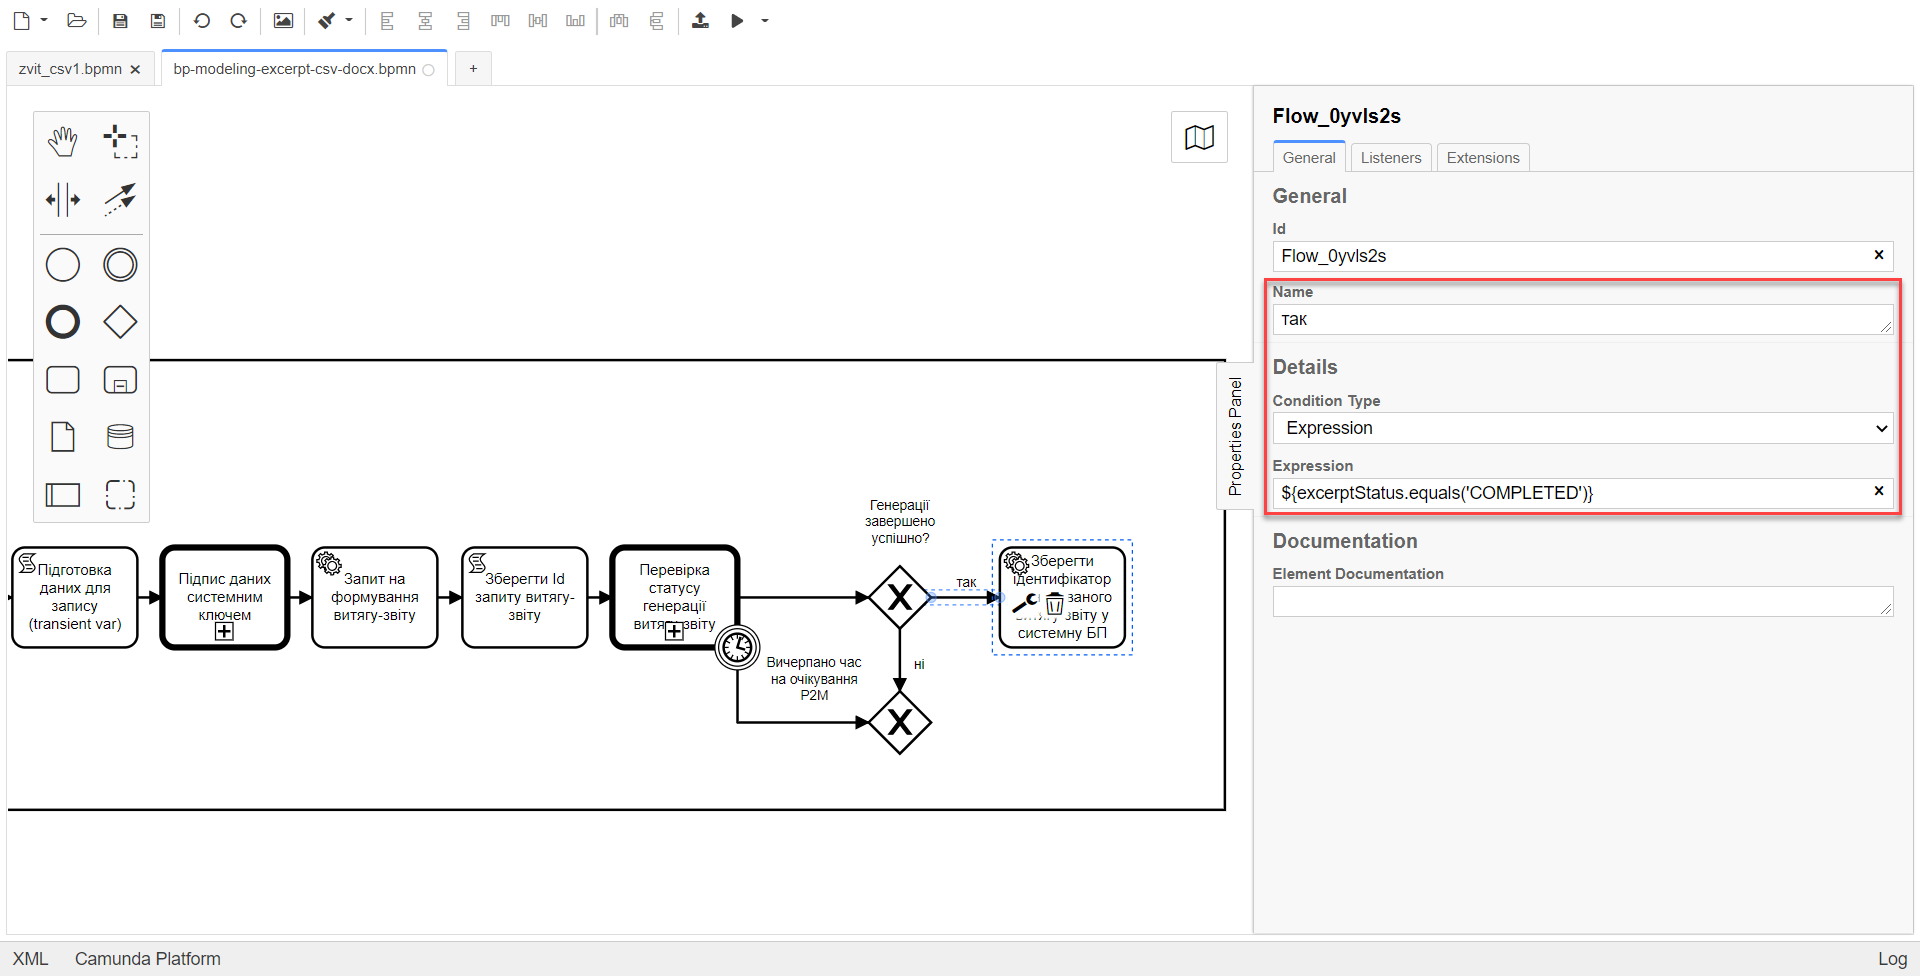 zvit_csv1.bpmn
bp-modeling-excerpt-csv-docx.bpmn
+
Flow_0yvls2s
General
Listeners
Extensions
General
Id
Flow_0yvls2s
Name
так
Details
Condition Type
Expression
Expression
${excerptStatus.equals('COMPLETED')}
Documentation
Element Documentation
Properties Panel
Підготовка
даних для
запису
(transient var)
Підпис даних
системним
ключем
Запит на
формування
витягу-звіту
Зберегти Id
запиту витягу-
звіту
Перевірка
статусу
генерації
витягу-звіту
Вичерпано час
на очікування
P2M
Генерації
завершено
успішно?
так
ні
Зберегти
ідентифікатор
звіту у
системну БП
XML
Camunda Platform
Log